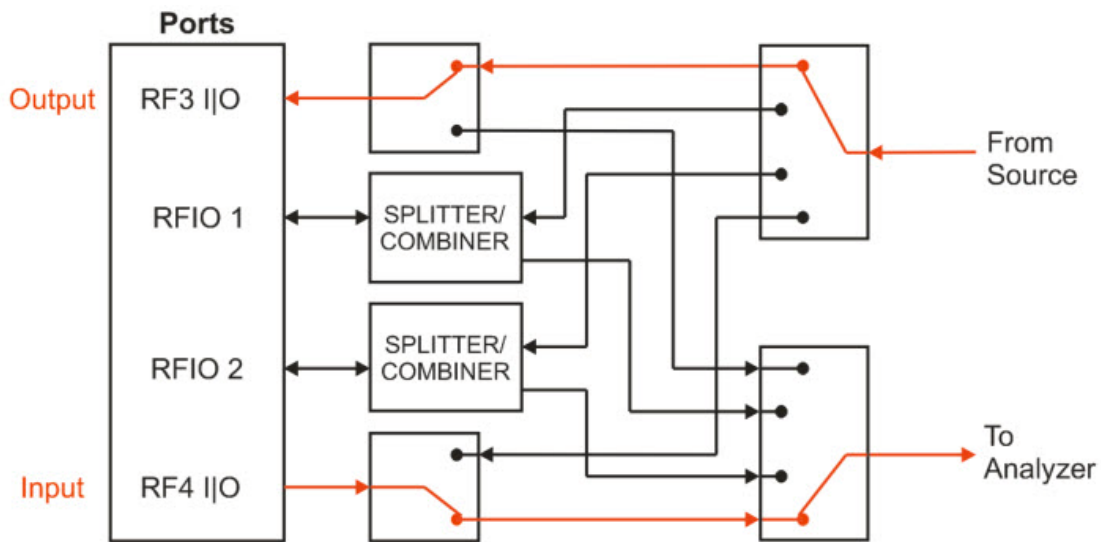 Ports
Output
RF3 I|O
From
Source
RFIO 1
SPLITTER/
COMBINER
RFIO 2
SPLITTER/
COMBINER
To
Analyzer
Input
RF4 I|O